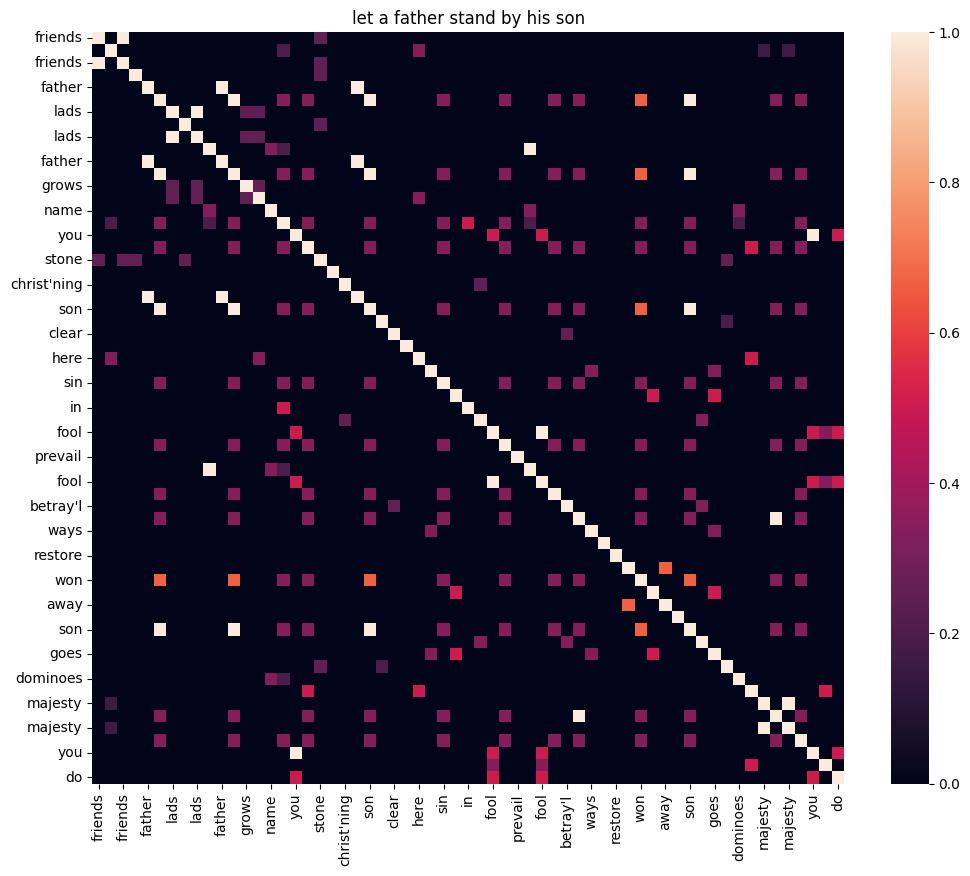 let a father stand by his son
friends
friends
father
lads
lads
father
grows
name
you
stone
christ'ning
son
clear
here
sin
in
fool
prevail
fool
betray'l
ways
restore
won
away
son
goes
dominoes
majesty
majesty
you
do
1.0
0.8
0.6
0.4
0.2
0.0
friends
friends
father
lads
lads
father
grows
name
you
stone
christ'ning
son
clear
here
sin
in
fool
prevail
fool
betray'l
ways
restore
won
away
son
goes
dominoes
majesty
majesty
you
do